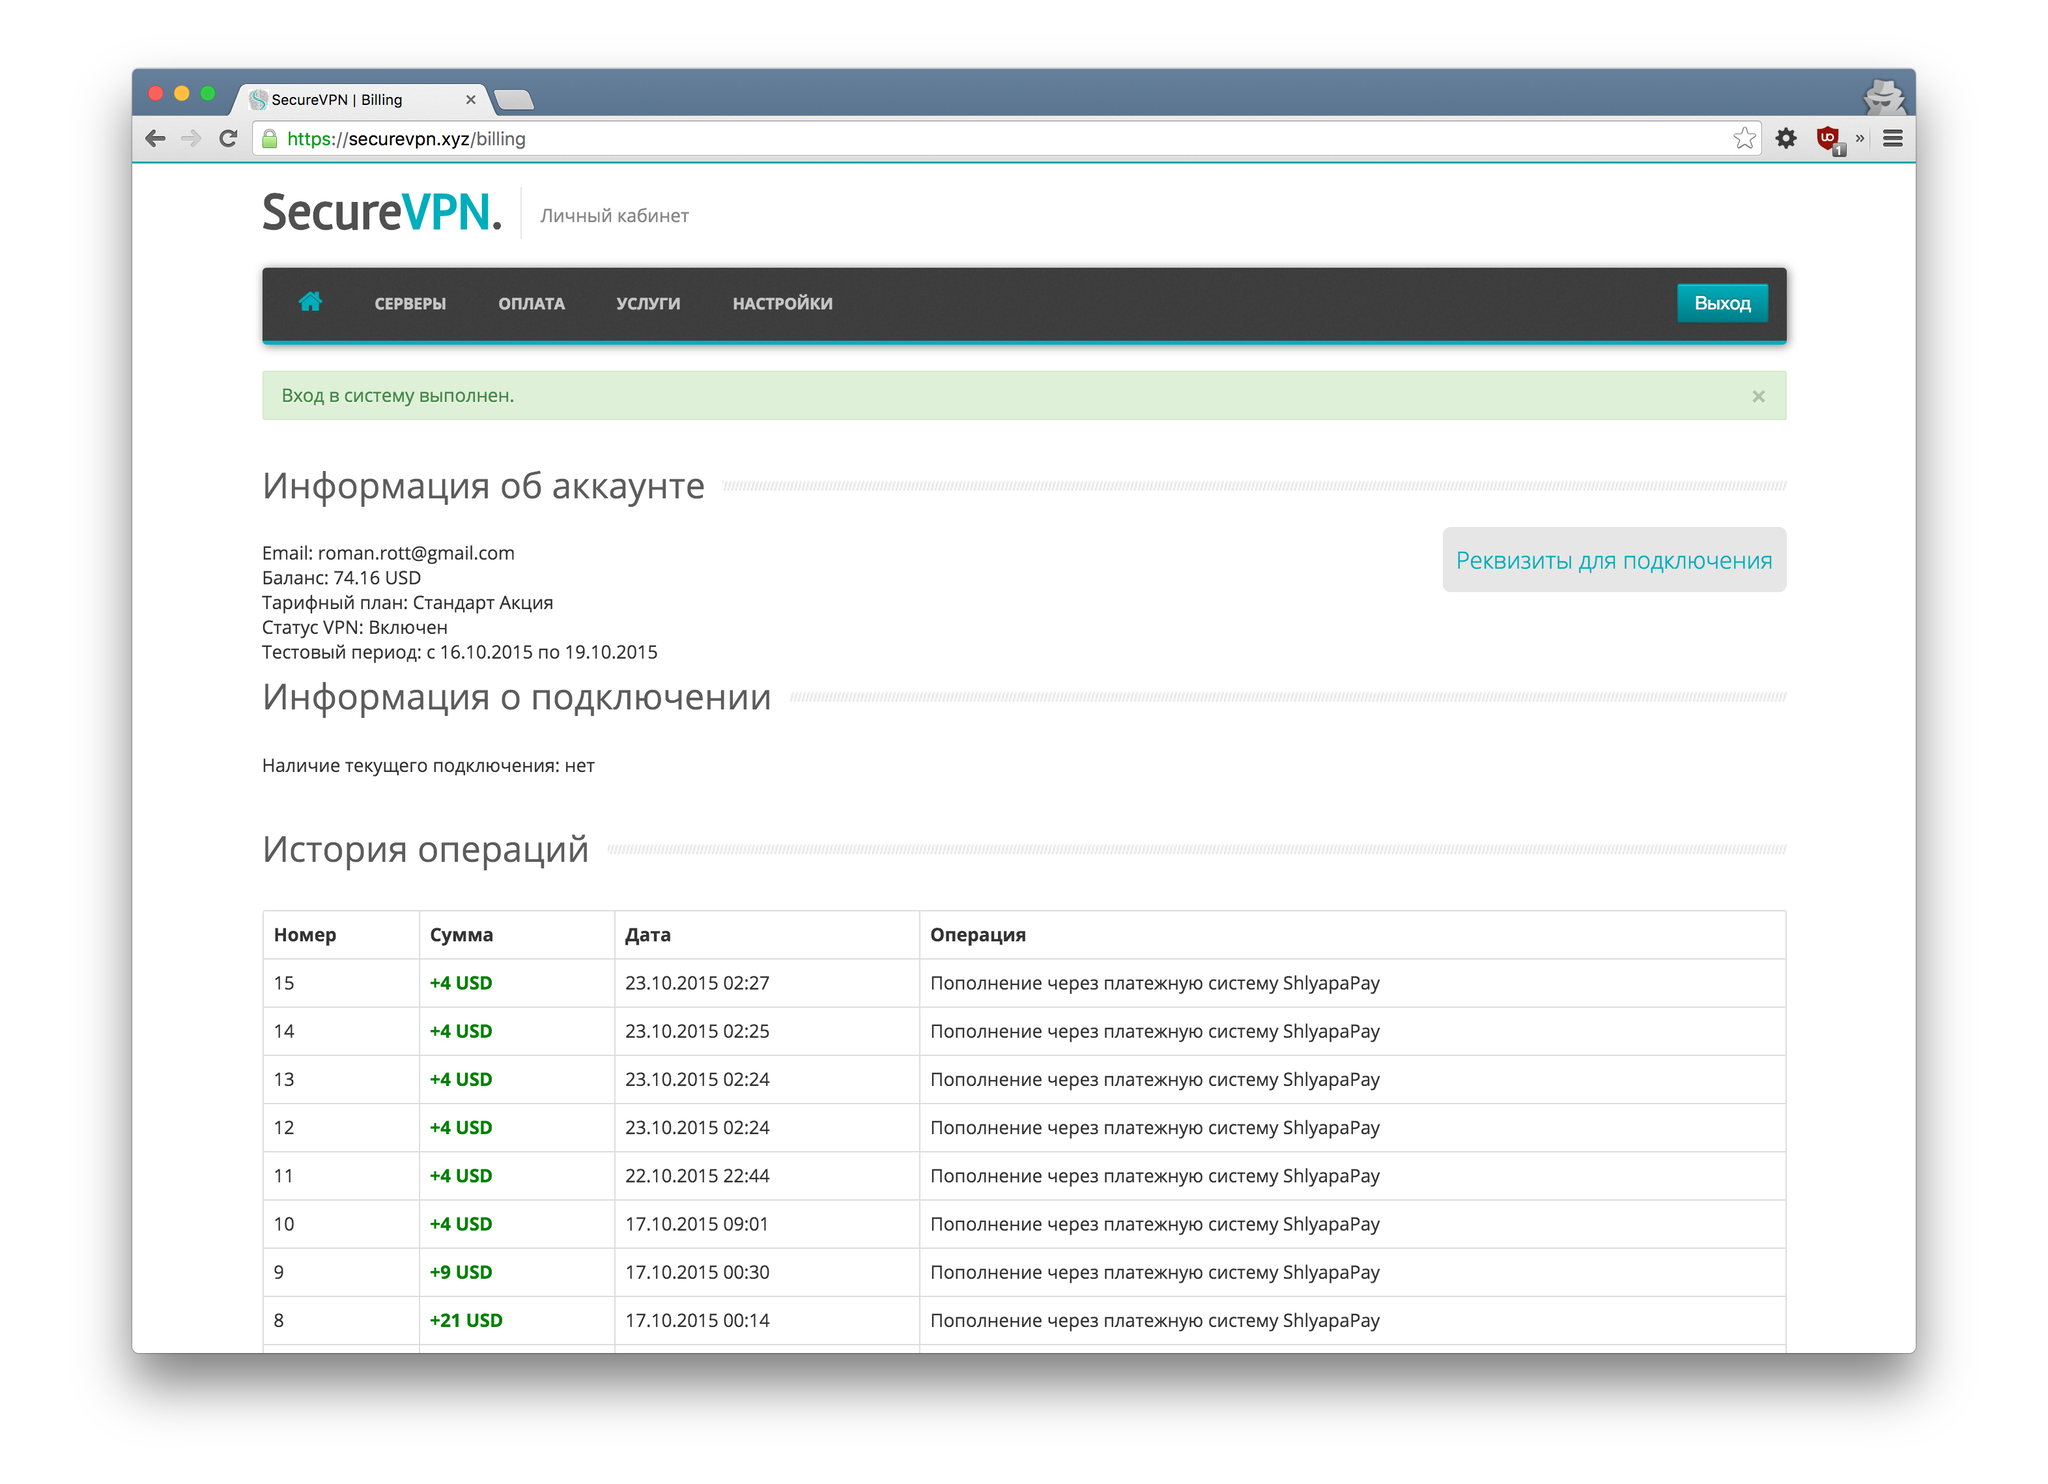 SecureVPN | Billing
https://securevpn.xyz/billing
1
SecureVPN.
Личный кабинет
СЕРВЕРЫ ОПЛАТА УСЛУГИ НАСТРОЙКИ Выход
Вход в систему выполнен.
Информация об аккаунте
Email: roman.rott@gmail.com
Реквизиты для подключения
Баланс: 74.16 USD
Тарифный план: Стандарт Акция
Статус VPN: Включен
Тестовый период: с 16.10.2015 по 19.10.2015
Информация о подключении
Наличие текущего подключения: нет
История операций
Номер Сумма Дата Операция
15 +4 USD 23.10.2015 02:27 Пополнение через платежную систему ShlyapaPay
14 +4 USD 23.10.2015 02:25 Пополнение через платежную систему ShlyapaPay
13 +4 USD 23.10.2015 02:24 Пополнение через платежную систему ShlyapaPay
12 +4 USD 23.10.2015 02:24 Пополнение через платежную систему ShlyapaPay
11 +4 USD 22.10.2015 22:44 Пополнение через платежную систему ShlyapaPay
10 +4 USD 17.10.2015 09:01 Пополнение через платежную систему ShlyapaPay
9 +9 USD 17.10.2015 00:30 Пополнение через платежную систему ShlyapaPay
8 +21 USD 17.10.2015 00:14 Пополнение через платежную систему ShlyapaPay